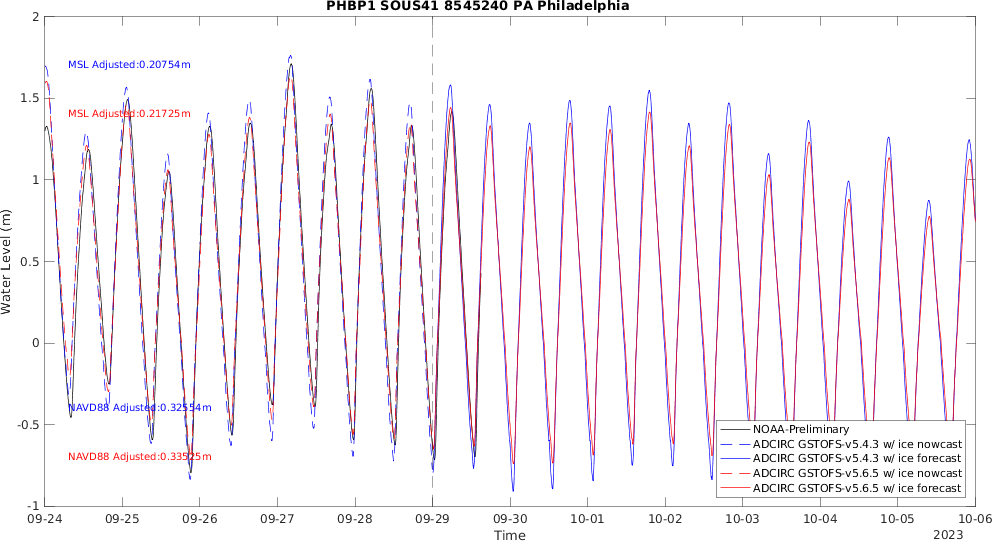 PHBP1 SOUS41 8545240 PA Philadelphia
2
1.5
1
0.5
0
-0.5
-1
Water Level (m)
MSL Adjusted:0.20754m
MSL Adjusted:0.21725m
NAVD88 Adjusted:0.32554m
NAVD88 Adjusted:0.33525m
NOAA-Preliminary
ADCIRC GSTOFS-v5.4.3 w/ ice nowcast
ADCIRC GSTOFS-v5.4.3 w/ ice forecast
ADCIRC GSTOFS-v5.6.5 w/ ice nowcast
ADCIRC GSTOFS-v5.6.5 w/ ice forecast
09-24 09-25 09-26 09-27 09-28 09-29 09-30 10-01 10-02 10-03 10-04 10-05 10-06
Time
2023